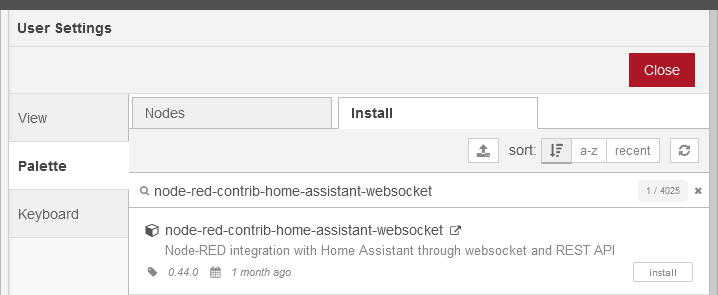 User Settings
Close
View
Palette
Keyboard
Nodes
Install
sort: a-z recent
node-red-contrib-home-assistant-websocket 1 / 4025
node-red-contrib-home-assistant-websocket
Node-RED integration with Home Assistant through websocket and REST API
0.44.0 1 month ago install